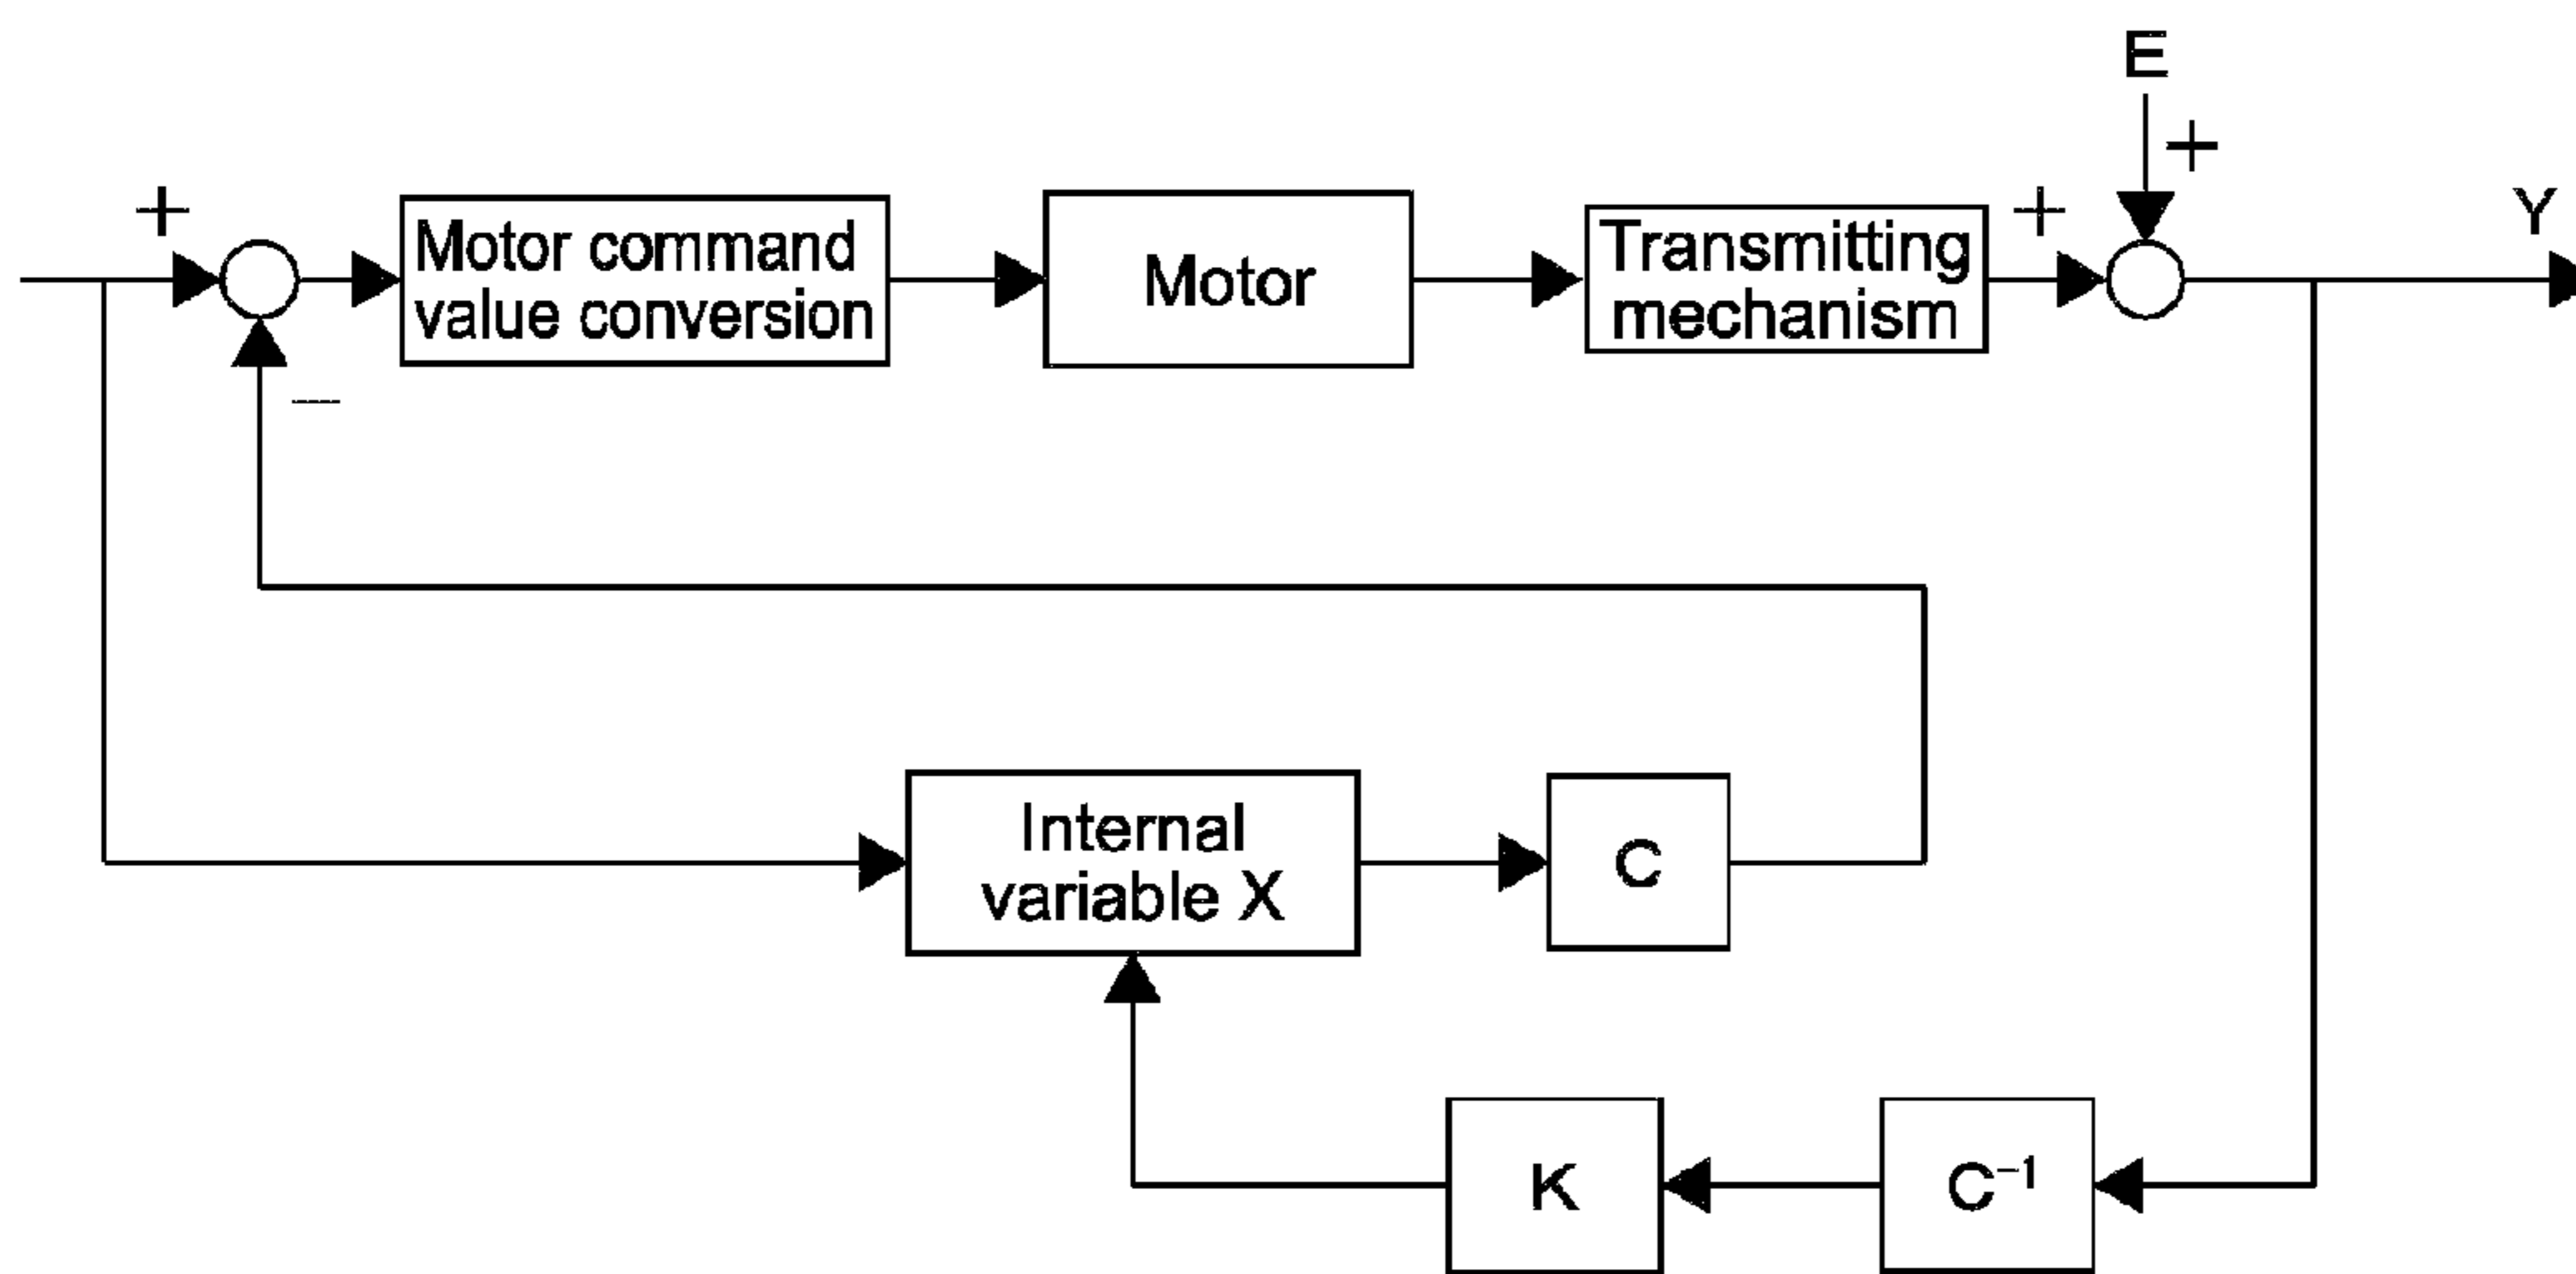 E
+
+
+
Y
Motor command
value conversion
Motor
Transmitting
mechanism
—
Internal
variable X
C
K
C⁻¹